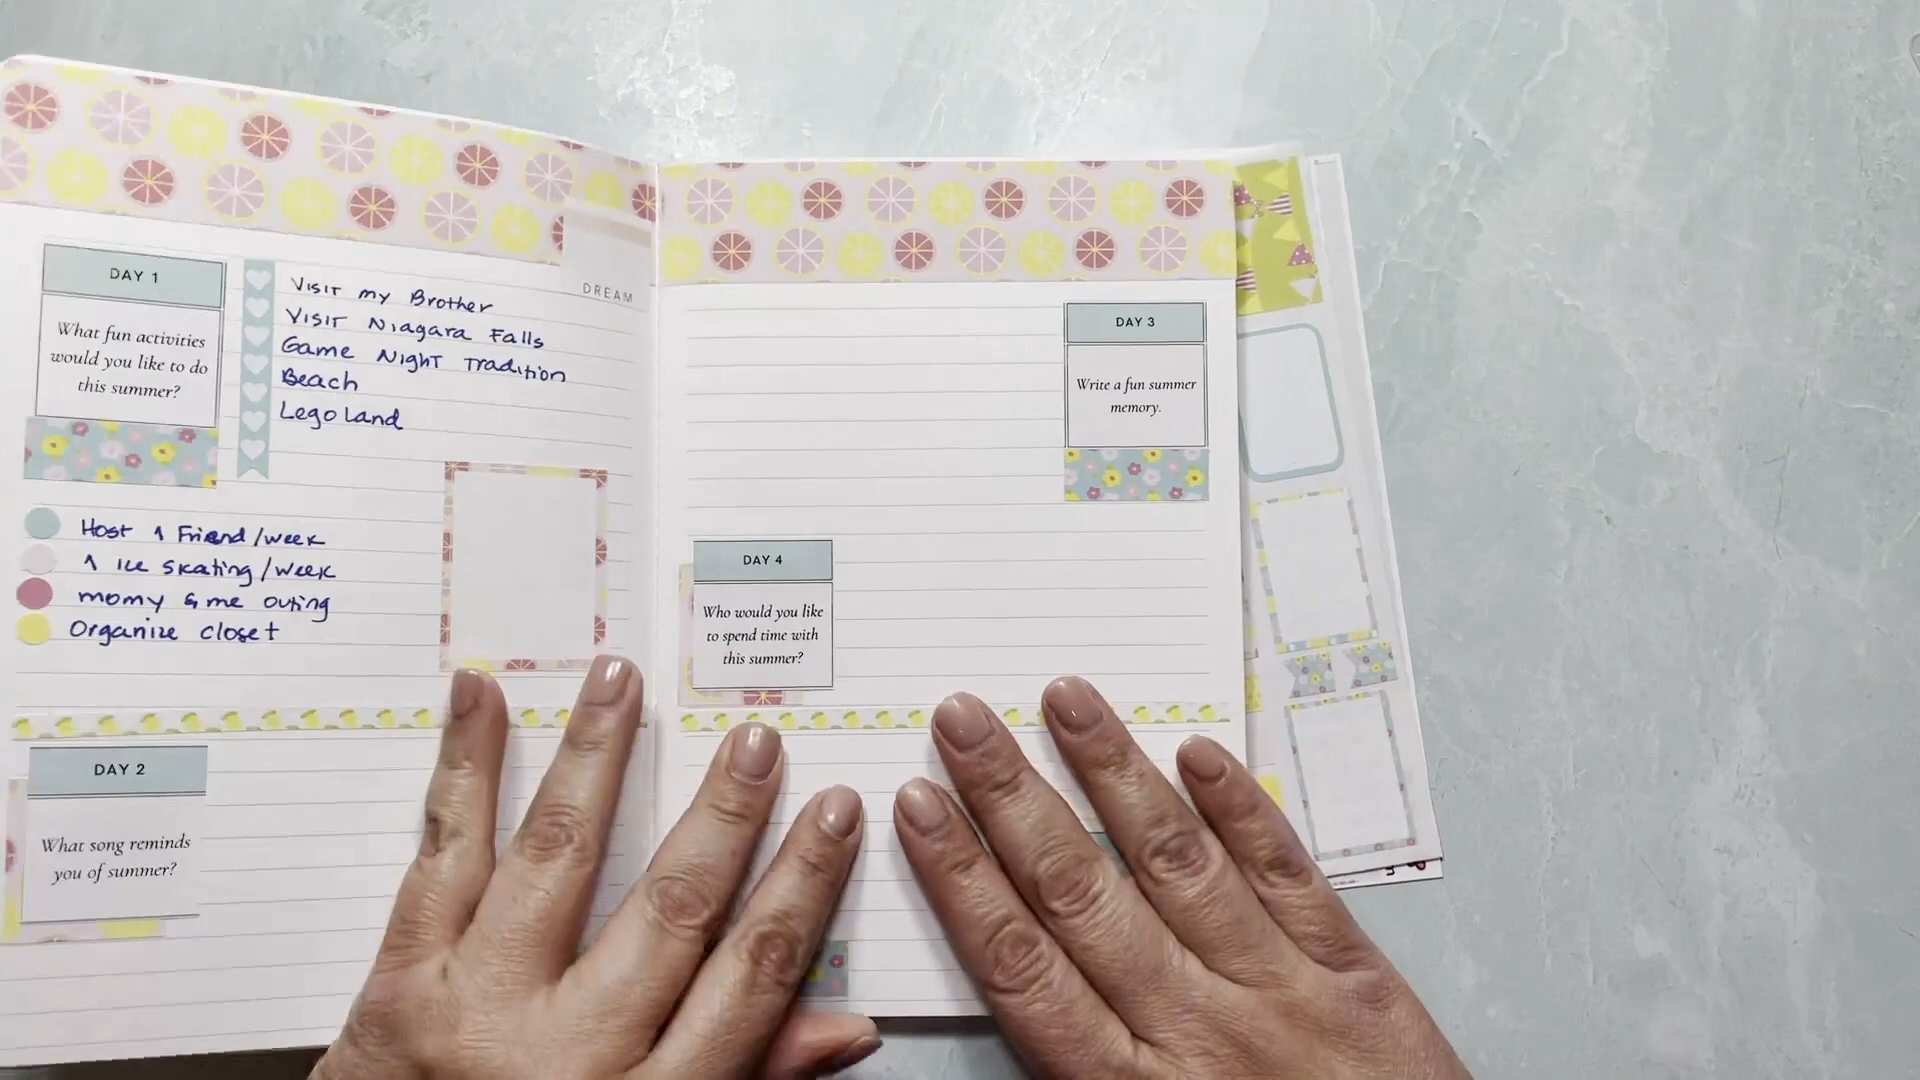 DREAM
DAY 1
What fun activities
would you like to do
this summer?
Visit my Brother
Visit Niagara Falls
Game Night Tradition
Beach
Legoland
Host 1 Friend/week
1 ice skating/week
momy & me outing
Organize closet
DAY 2
What song reminds
you of summer?
DAY 3
Write a fun summer
memory.
DAY 4
Who would you like
to spend time with
this summer?